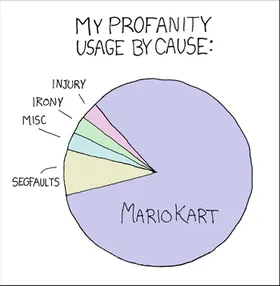 MY PROFANITY
USAGE BY CAUSE:
INJURY
IRONY
MISC
SEGFAULTS
MARIOKART